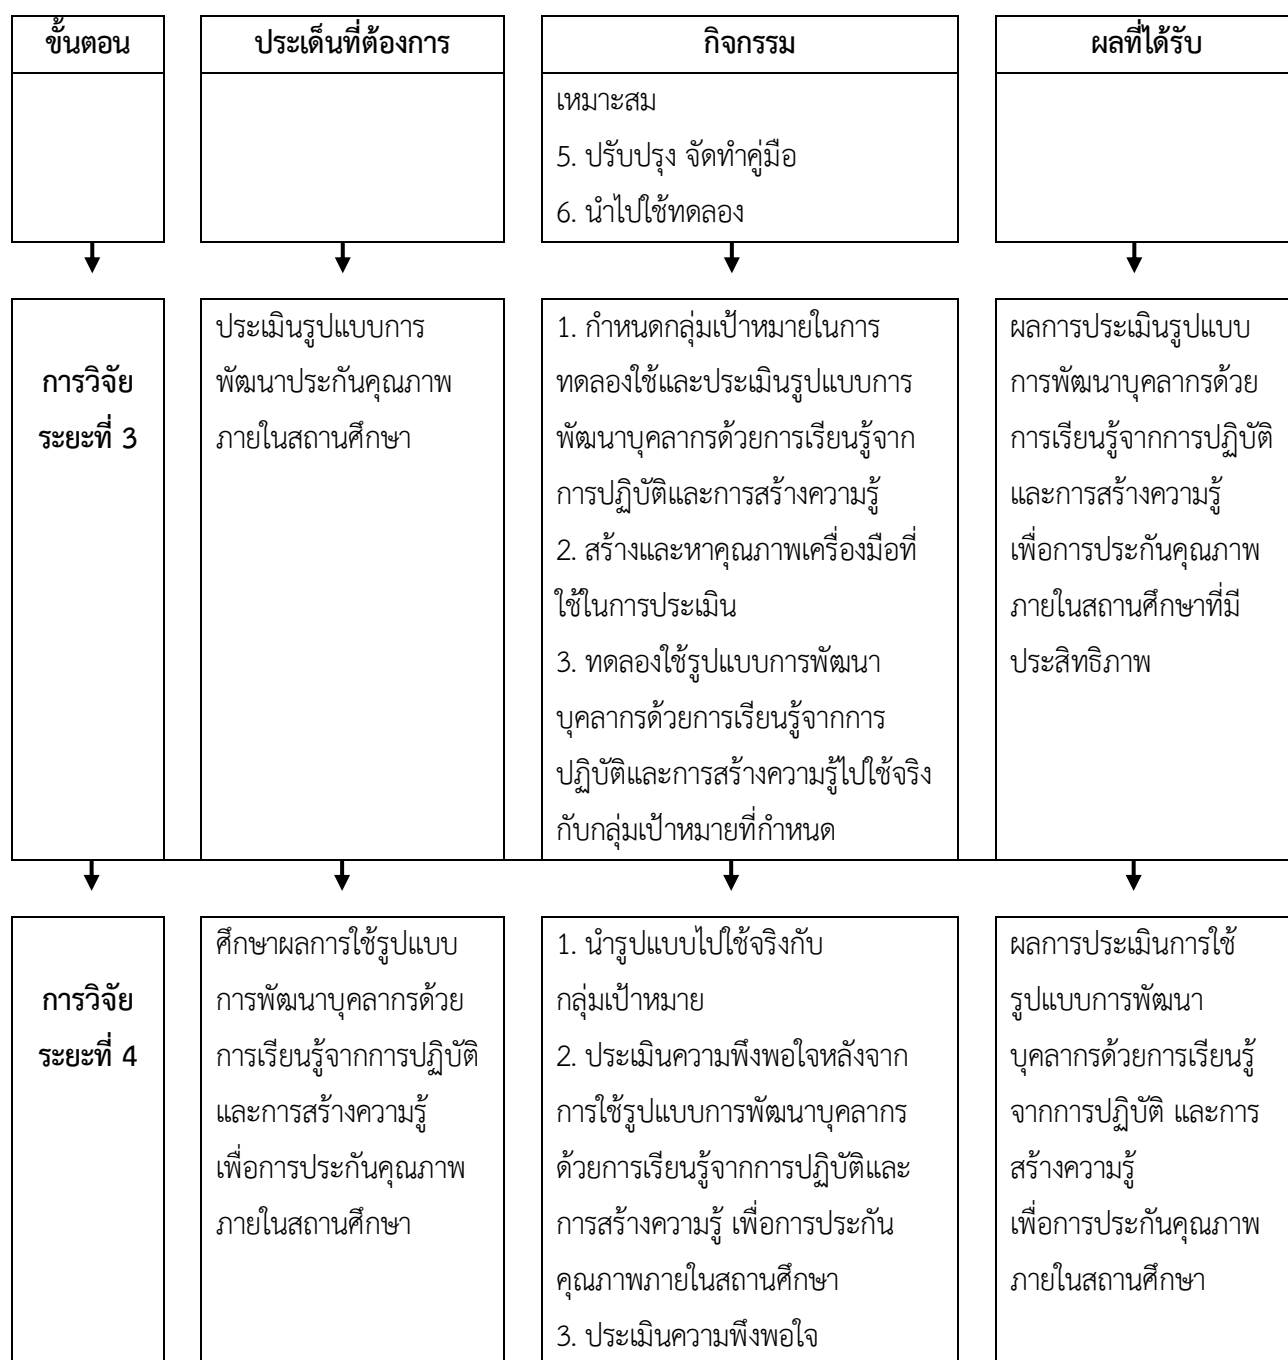 ขั้นตอน
ประเด็นที่ต้องการ
กิจกรรม
ผลที่ได้รับ
เหมาะสม
5. ปรับปรุง จัดทำคู่มือ
6. นำไปใช้ทดลอง
การวิจัย
ระยะที่ 3
ประเมินรูปแบบการ
พัฒนาประกันคุณภาพ
ภายในสถานศึกษา
1. กำหนดกลุ่มเป้าหมายในการ
ทดลองใช้และประเมินรูปแบบการ
พัฒนาบุคลากรด้วยการเรียนรู้จาก
การปฏิบัติและการสร้างความรู้
2. สร้างและหาคุณภาพเครื่องมือที่
ใช้ในการประเมิน
3. ทดลองใช้รูปแบบการพัฒนา
บุคลากรด้วยการเรียนรู้จากการ
ปฏิบัติและการสร้างความรู้ไปใช้จริง
กับกลุ่มเป้าหมายที่กำหนด
ผลการประเมินรูปแบบ
การพัฒนาบุคลากรด้วย
การเรียนรู้จากการปฏิบัติ
และการสร้างความรู้
เพื่อการประกันคุณภาพ
ภายในสถานศึกษาที่มี
ประสิทธิภาพ
การวิจัย
ระยะที่ 4
ศึกษาผลการใช้รูปแบบ
การพัฒนาบุคลากรด้วย
การเรียนรู้จากการปฏิบัติ
และการสร้างความรู้
เพื่อการประกันคุณภาพ
ภายในสถานศึกษา
1. นำรูปแบบไปใช้จริงกับ
กลุ่มเป้าหมาย
2. ประเมินความพึงพอใจหลังจาก
การใช้รูปแบบการพัฒนาบุคลากร
ด้วยการเรียนรู้จากการปฏิบัติและ
การสร้างความรู้ เพื่อการประกัน
คุณภาพภายในสถานศึกษา
3. ประเมินความพึงพอใจ
ผลการประเมินการใช้
รูปแบบการพัฒนา
บุคลากรด้วยการเรียนรู้
จากการปฏิบัติ และการ
สร้างความรู้
เพื่อการประกันคุณภาพ
ภายในสถานศึกษา